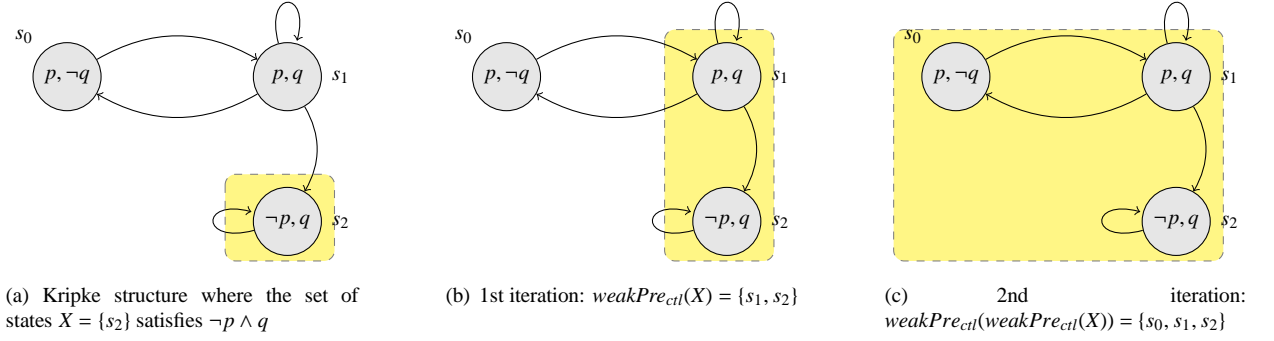 s0
p, ¬q
p, q
s1
¬p, q
s2
(a) Kripke structure where the set of
states X = {s2} satisfies ¬p ∧ q
s0
p, ¬q
p, q
s1
¬p, q
s2
(b) 1st iteration: weakPrectl(X) = {s1, s2}
s0
p, ¬q
p, q
s1
¬p, q
s2
(c) 2nd iteration:
weakPrectl(weakPrectl(X)) = {s0, s1, s2}